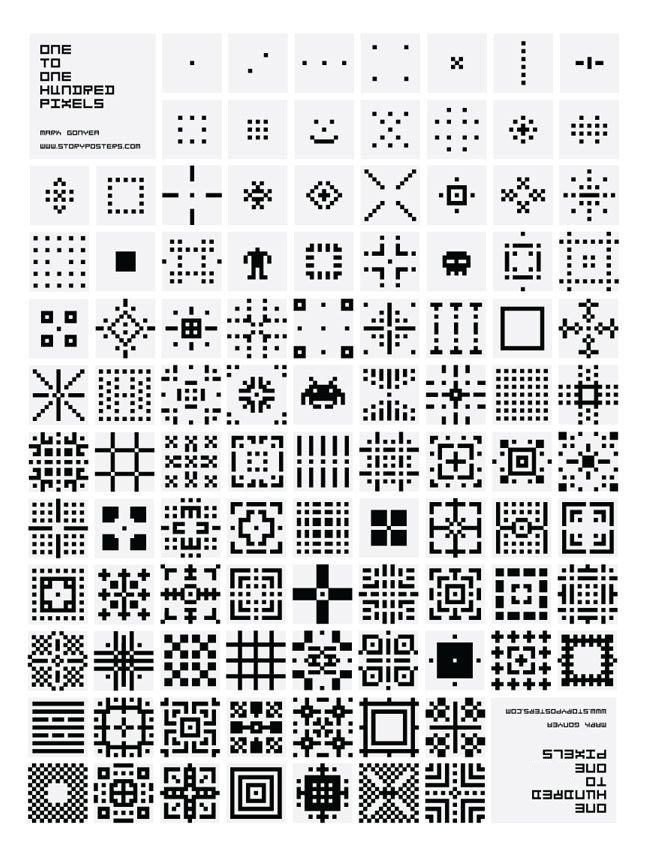 ONE
TO
ONE
HUNDRED
PIXELS
MARK GONYEA
WWW.STORYPOSTERS.COM
ONE
HUNDRED
TO
ONE
PIXELS
MARK GONYEA
WWW.STORYPOSTERS.COM